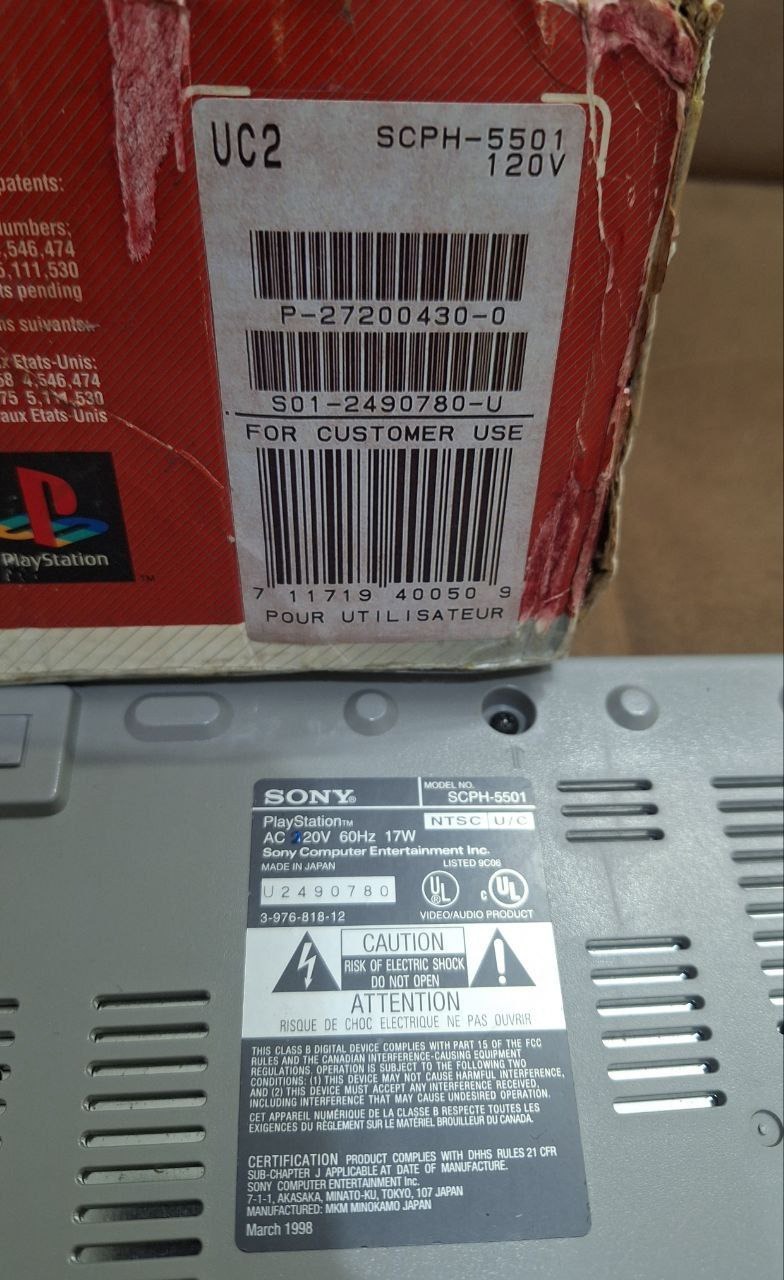 UC2 SCPH-5501
120V
patents:
numbers:
,546,474
5,111,530
ts pending
ns suivants
x Etats-Unis:
58 4,546,474
75 5,111,530
aux Etats-Unis
P-27200430-0
S01-2490780-U
FOR CUSTOMER USE
7 11719 40050 9
POUR UTILISATEUR
PlayStation
TM
SONY®
MODEL NO.
SCPH-5501
PlayStation TM
NTSC U/C
AC 220V 60Hz 17W
Sony Computer Entertainment Inc.
MADE IN JAPAN
LISTED 9C06
U2490780
UL ® c UL
3-976-818-12
VIDEO/AUDIO PRODUCT
CAUTION
RISK OF ELECTRIC SHOCK
DO NOT OPEN
ATTENTION
RISQUE DE CHOC ELECTRIQUE NE PAS OUVRIR
THIS CLASS B DIGITAL DEVICE COMPLIES WITH PART 15 OF THE FCC
RULES AND THE CANADIAN INTERFERENCE-CAUSING EQUIPMENT
REGULATIONS. OPERATION IS SUBJECT TO THE FOLLOWING TWO
CONDITIONS: (1) THIS DEVICE MAY NOT CAUSE HARMFUL INTERFERENCE,
AND (2) THIS DEVICE MUST ACCEPT ANY INTERFERENCE RECEIVED,
INCLUDING INTERFERENCE THAT MAY CAUSE UNDESIRED OPERATION.
CET APPAREIL NUMÉRIQUE DE LA CLASSE B RESPECTE TOUTES LES
EXIGENCES DU RÈGLEMENT SUR LE MATÉRIEL BROUILLEUR DU CANADA.
CERTIFICATION PRODUCT COMPLIES WITH DHHS RULES 21 CFR
SUB-CHAPTER J APPLICABLE AT DATE OF MANUFACTURE.
SONY COMPUTER ENTERTAINMENT Inc.
7-1-1, AKASAKA, MINATO-KU, TOKYO, 107 JAPAN
MANUFACTURED: MKM MINOKAMO JAPAN
March 1998